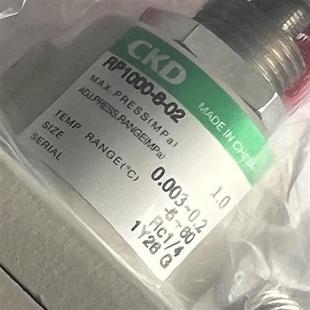 CKD
RP1000-8-02
MADE IN CHINA
MAX.PRESS(MPa) 1.0
ADJ.PRESS.RANGE(MPa) 0.003~0.2
TEMP RANGE(°C) -5~60
SIZE Rc1/4
SERIAL 1Y28 G